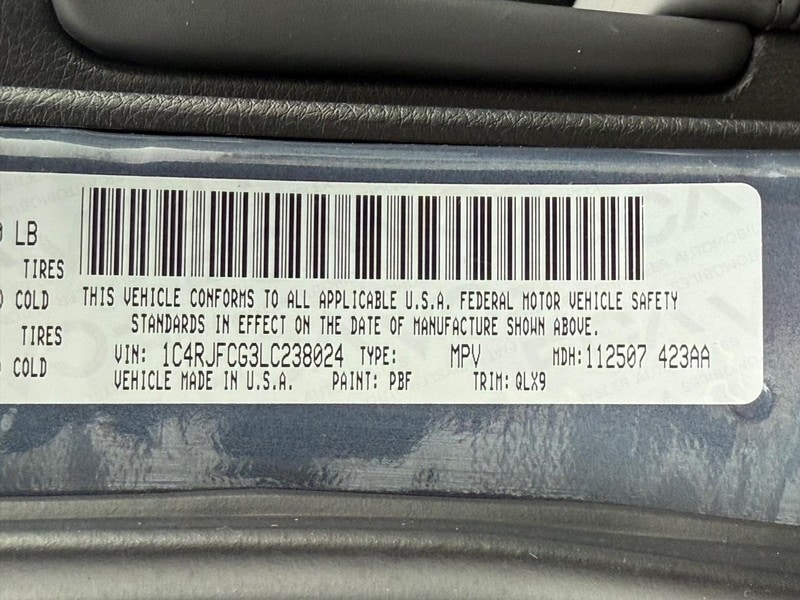 LB
TIRES
COLD
THIS VEHICLE CONFORMS TO ALL APPLICABLE U.S.A. FEDERAL MOTOR VEHICLE SAFETY
STANDARDS IN EFFECT ON THE DATE OF MANUFACTURE SHOWN ABOVE.
TIRES
VIN: 1C4RJFCG3LC238024 TYPE: MPV MDH: 112507 423AA
COLD
VEHICLE MADE IN U.S.A. PAINT: PBF TRIM: QLX9